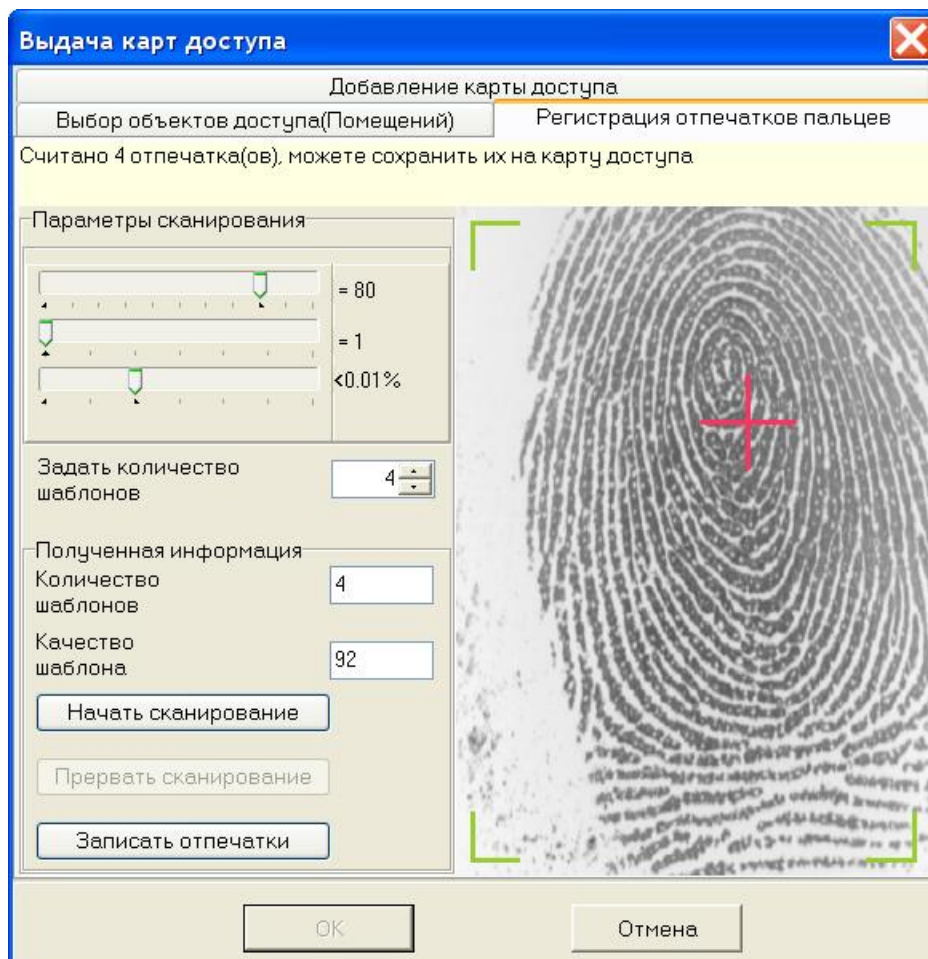 Выдача карт доступа
Добавление карты доступа
Выбор объектов доступа(Помещений)
Регистрация отпечатков пальцев
Считано 4 отпечатка(ов), можете сохранить их на карту доступа
Параметры сканирования
= 80
= 1
<0.01%
Задать количество
шаблонов
4
Полученная информация
Количество
шаблонов
4
Качество
шаблона
92
Начать сканирование
Прервать сканирование
Записать отпечатки
OK
Отмена